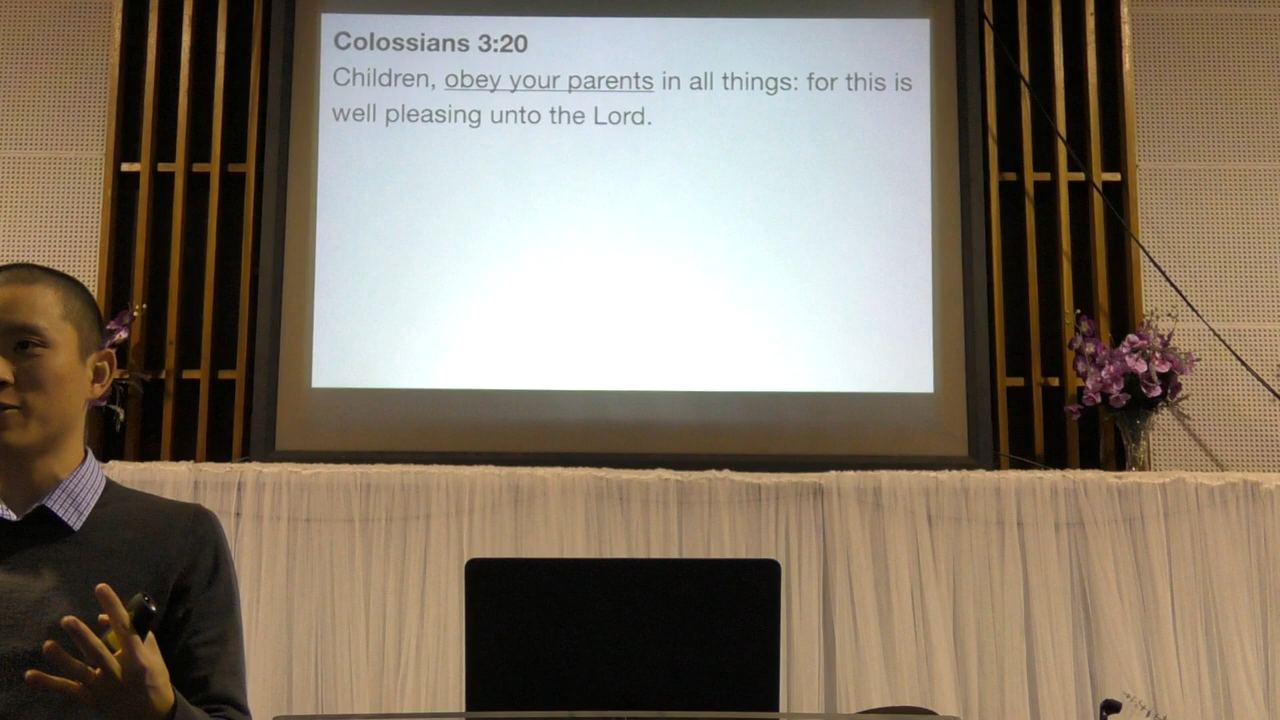 Colossians 3:20
Children, obey your parents in all things: for this is
well pleasing unto the Lord.